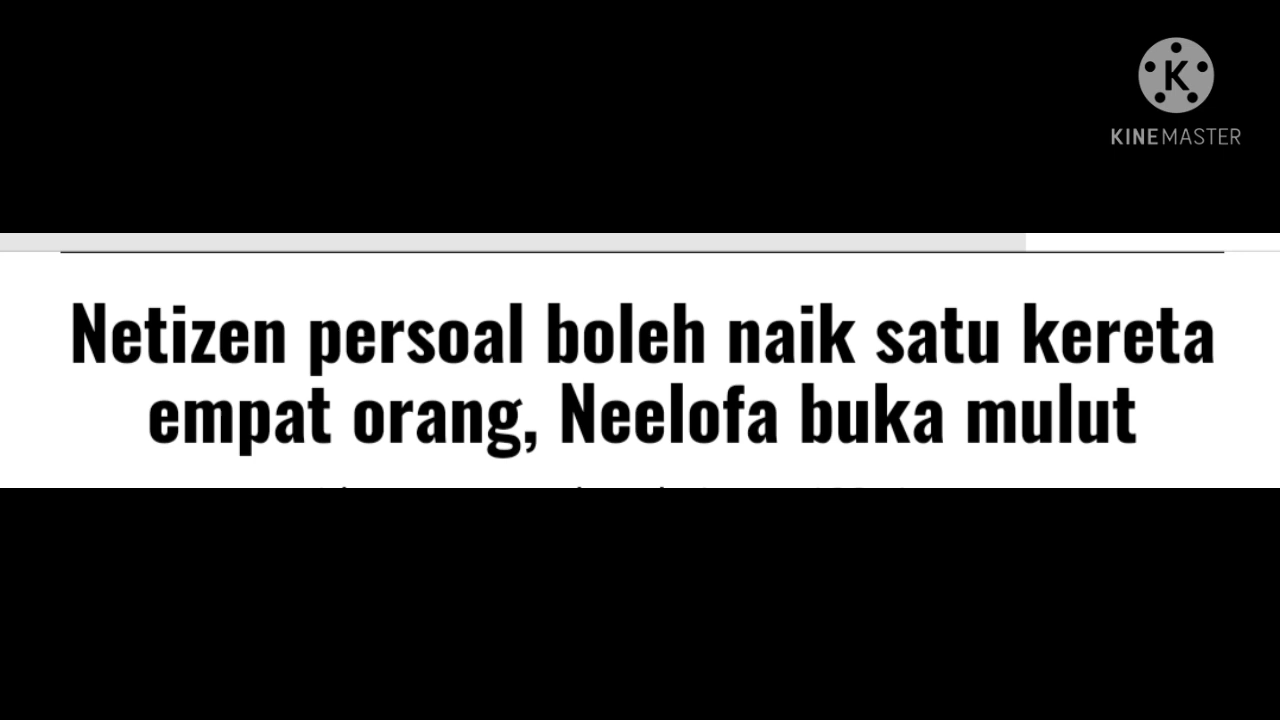 K
KINEMASTER
Netizen persoal boleh naik satu kereta
empat orang, Neelofa buka mulut